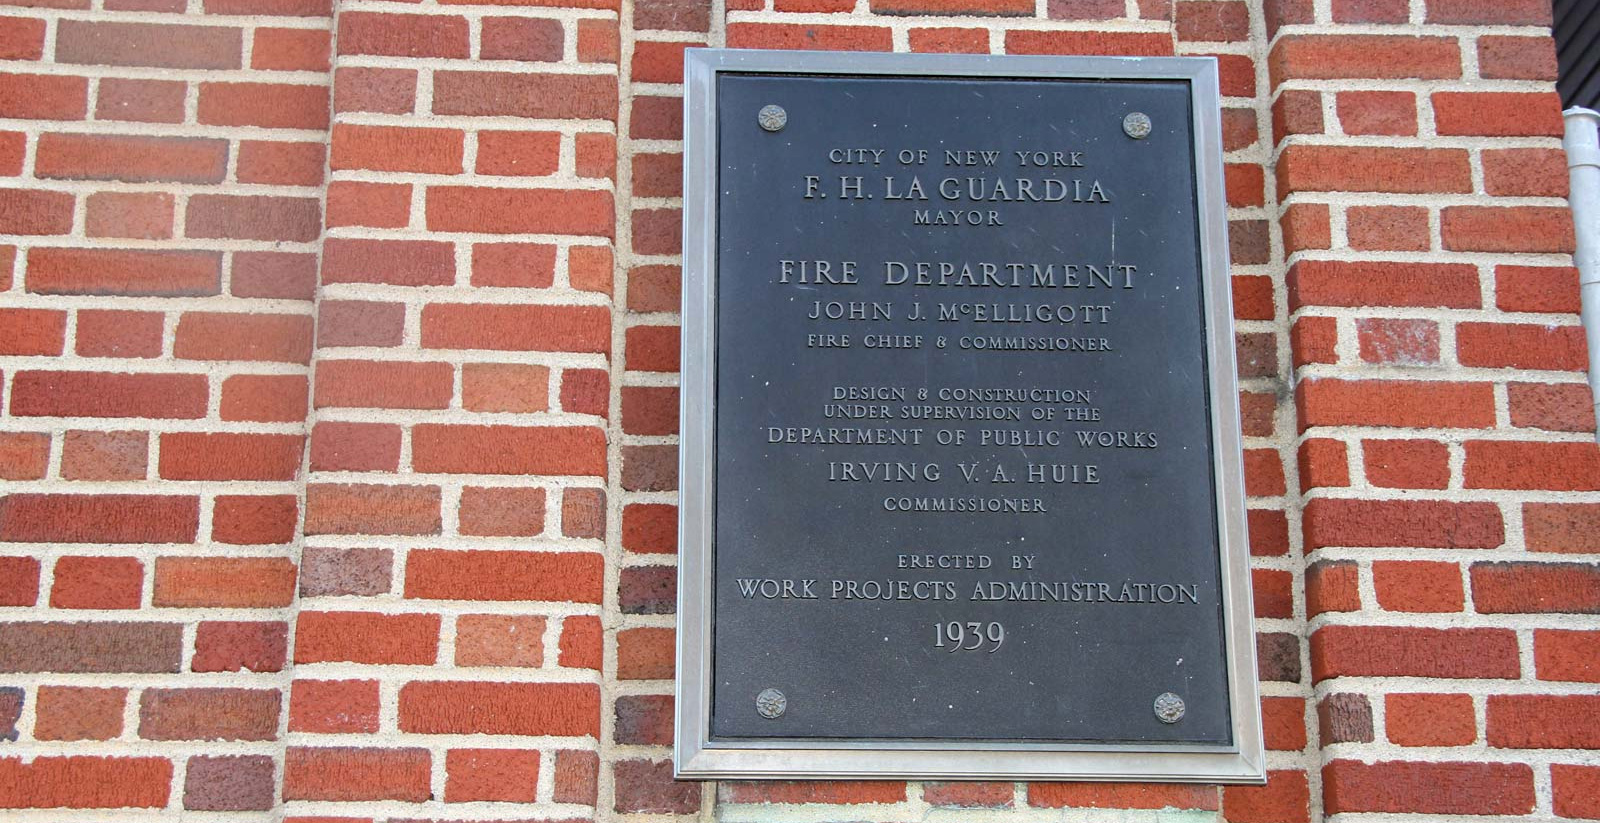 CITY OF NEW YORK
F. H. LA GUARDIA
MAYOR
FIRE DEPARTMENT
JOHN J. McELLIGOTT
FIRE CHIEF & COMMISSIONER
DESIGN & CONSTRUCTION
UNDER SUPERVISION OF THE
DEPARTMENT OF PUBLIC WORKS
IRVING V. A. HUIE
COMMISSIONER
ERECTED BY
WORK PROJECTS ADMINISTRATION
1939